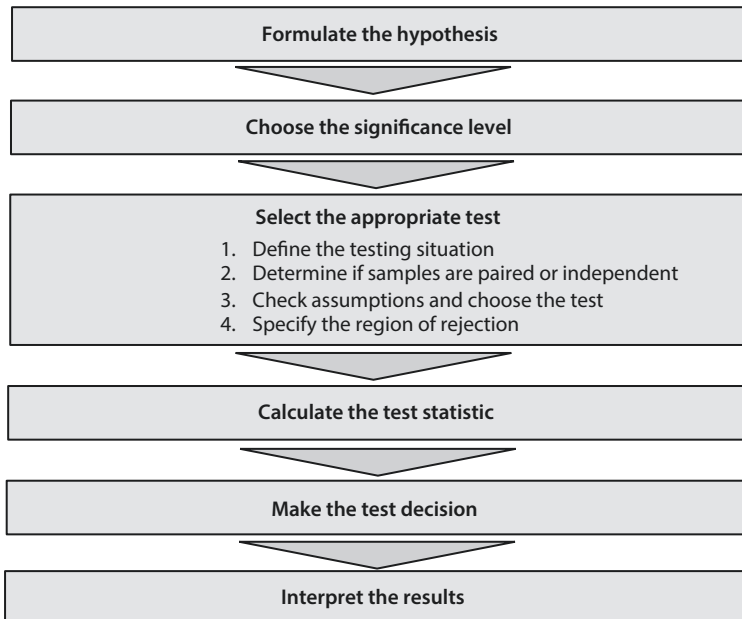 Formulate the hypothesis
Choose the significance level
Select the appropriate test
1. Define the testing situation
2. Determine if samples are paired or independent
3. Check assumptions and choose the test
4. Specify the region of rejection
Calculate the test statistic
Make the test decision
Interpret the results